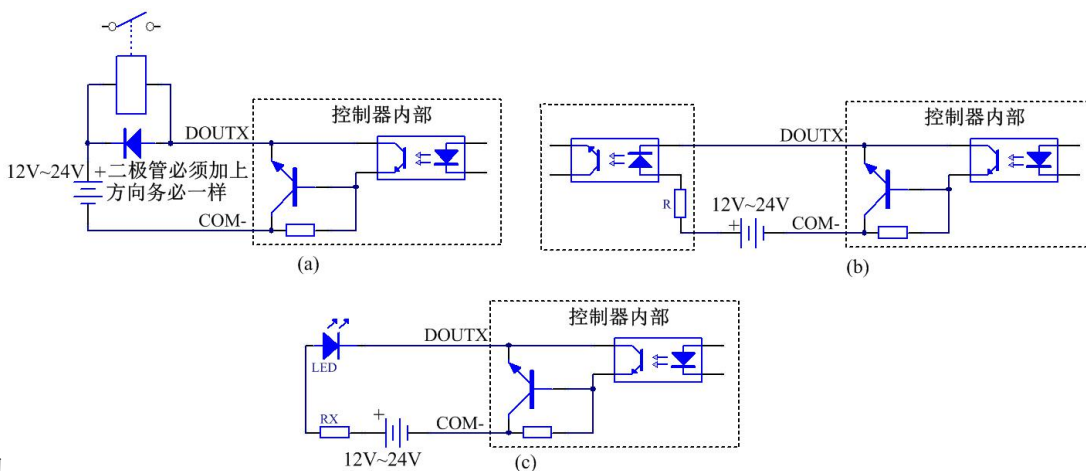 控制器内部
DOUTX
12V~24V
+二极管必须加上
方向务必一样
COM-
(a)
控制器内部
DOUTX
R
12V~24V
+
COM-
(b)
控制器内部
DOUTX
LED
RX
+
COM-
12V~24V
(c)